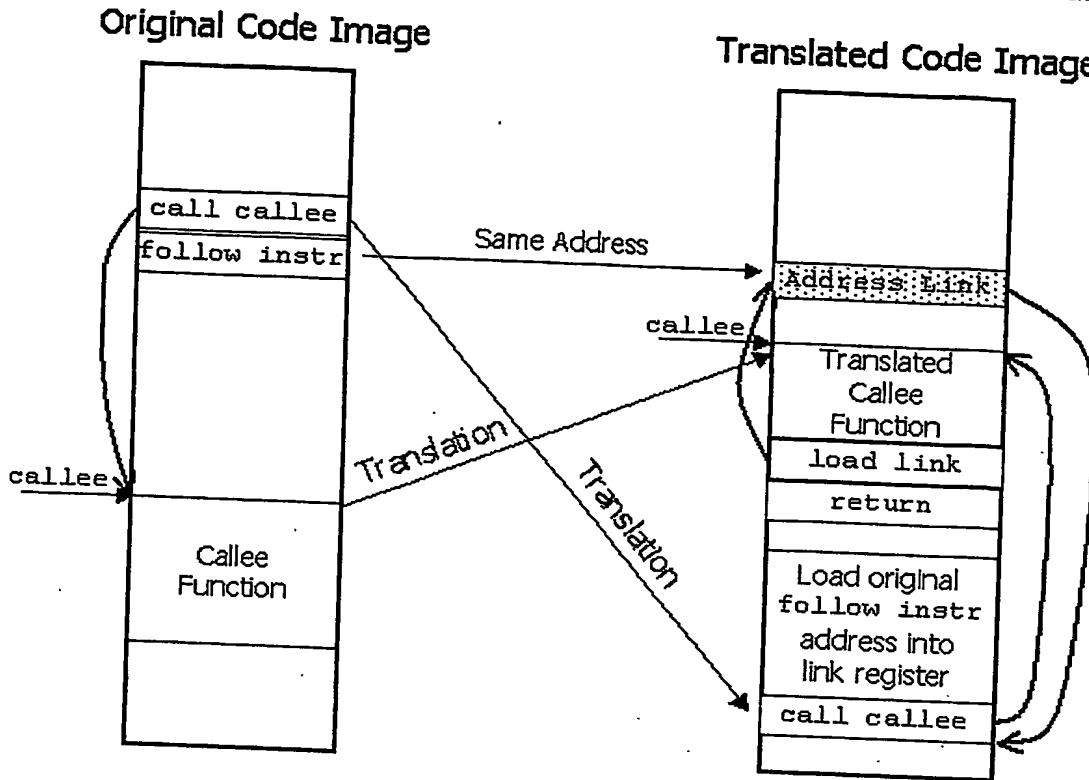 Original Code Image
call callee
follow instr
callee
Callee
Function
Same Address
Translation
Translation
Translated Code Image
Address Link
callee
Translated
Callee
Function
load link
return
Load original
follow instr
address into
link register
call callee